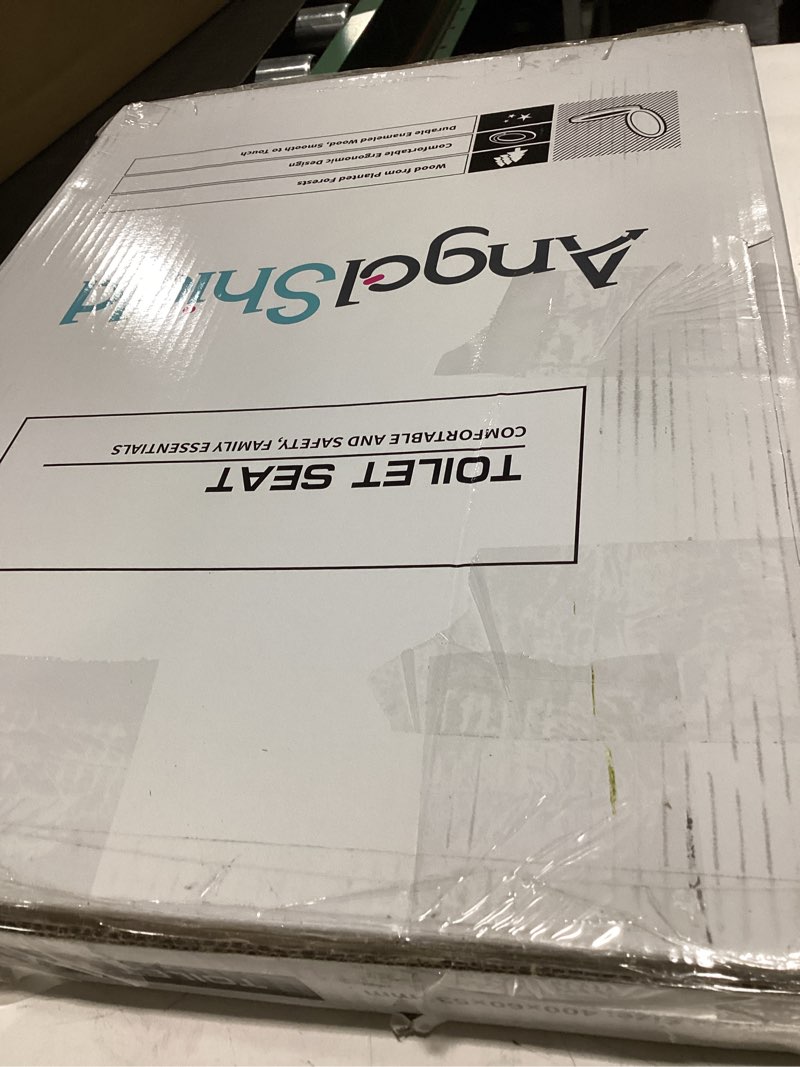 AngelShield
TOILET SEAT
COMFORTABLE AND SAFETY, FAMILY ESSENTIALS
Wood from Planted Forests
Comfortable Ergonomic Design
Durable Enameled Wood, Smooth to Touch